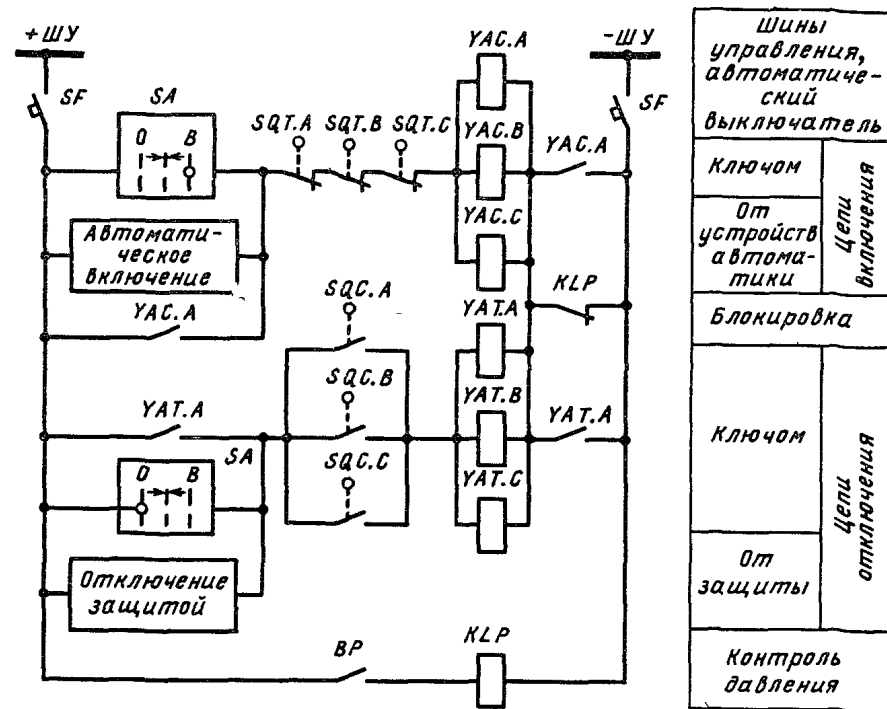 +ШУ
YAC.A
-ШУ
SF
SA
SF
О В
SQT.A SQT.B SQT.C
YAC.B
YAC.A
YAC.C
Автомати-
ческое
включение
YAC.A
SQC.A
KLP
YAT.A
SQC.B
YAT.B
YAT.A
YAT.A
SA
SQC.C
YAT.C
О В
Отключение
защитой
BP
KLP
Шины
управления,
автоматиче-
ский
выключатель
Ключом
От
устройств
автома-
тики
Цепи
включения
Блокировка
Ключом
От
защиты
Цепи
отключения
Контроль
давления